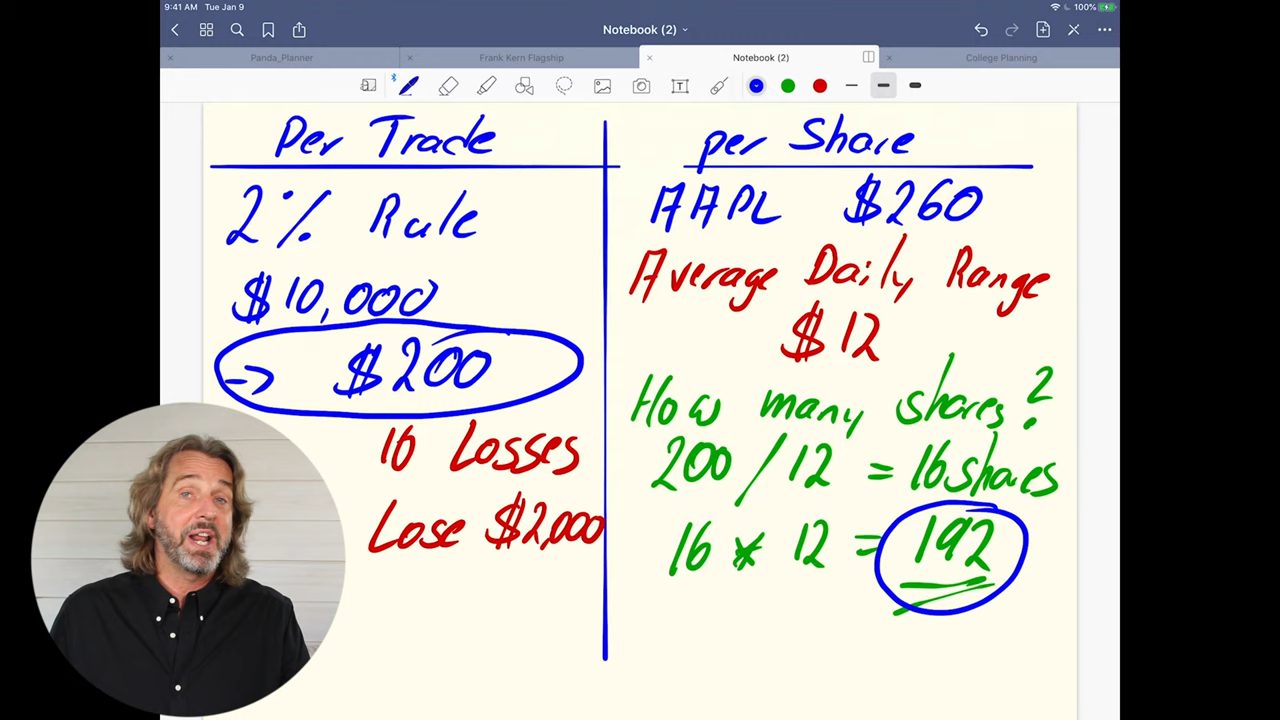 9:41 AM Tue Jan 9
100%
Notebook (2)
Panda_Planner
Frank Kern Flagship
Notebook (2)
College Planning
Per Trade
2% Rule
$10,000
-> $200
10 Losses
Lose $2,000
per Share
AAPL $260
Average Daily Range
$12
How many shares?
200 / 12 = 16 shares
16 * 12 = 192